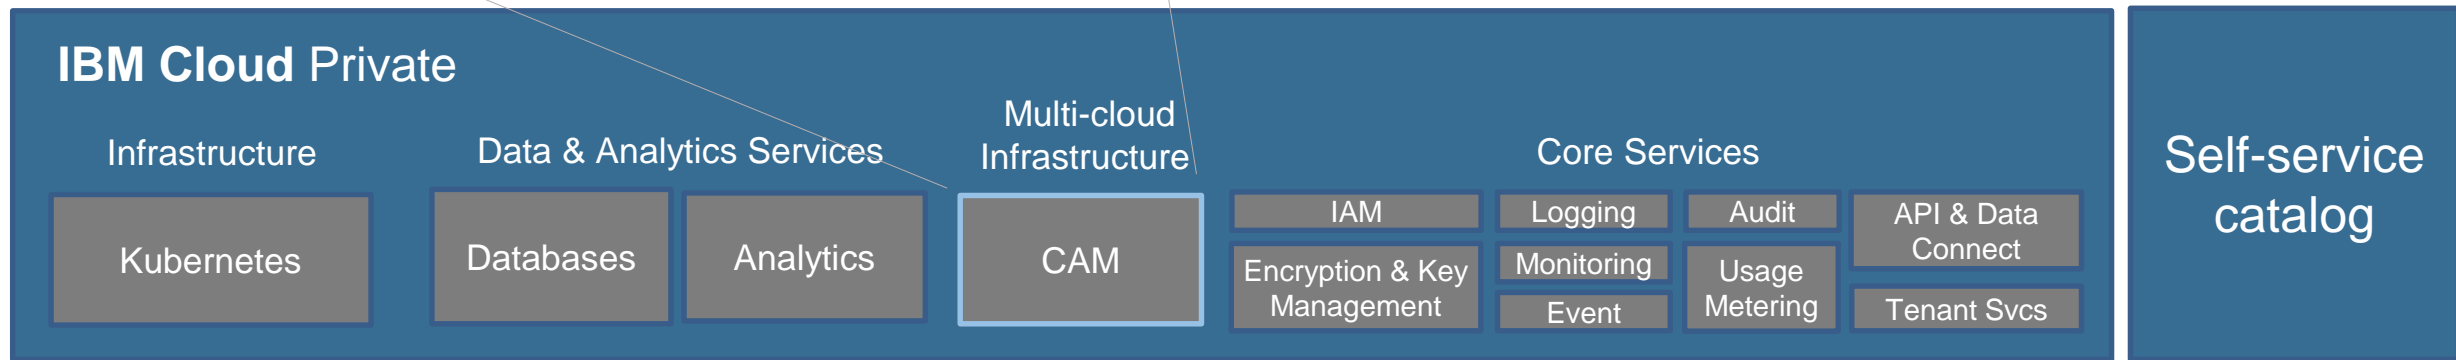 IBM Cloud Private
Infrastructure
Kubernetes
Data & Analytics Services
Databases
Analytics
Multi-cloud
Infrastructure
CAM
Core Services
IAM
Encryption & Key
Management
Logging
Monitoring
Event
Audit
Usage
Metering
API & Data
Connect
Tenant Svcs
Self-service
catalog